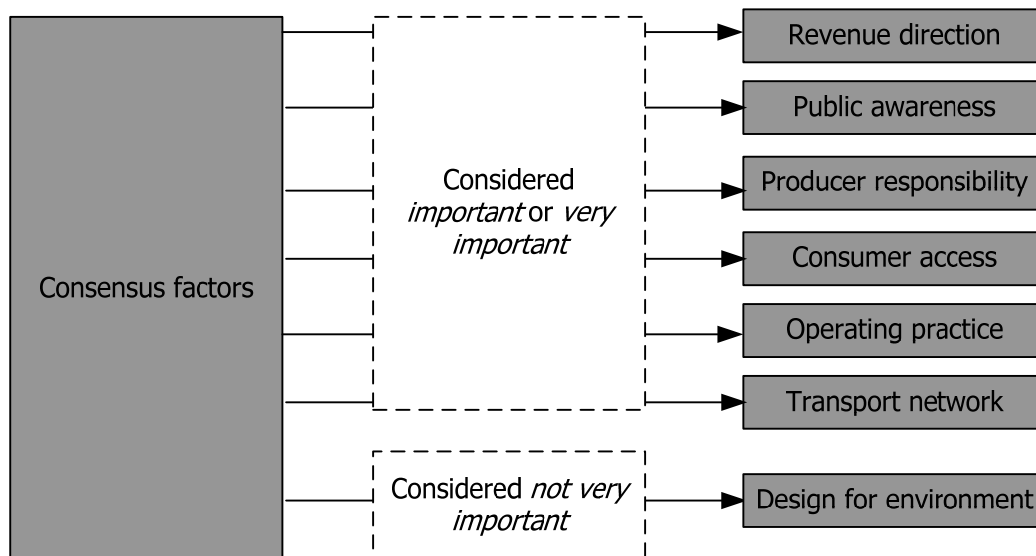 Consensus factors
Considered
important or very
important
Considered not very
important
Revenue direction
Public awareness
Producer responsibility
Consumer access
Operating practice
Transport network
Design for environment